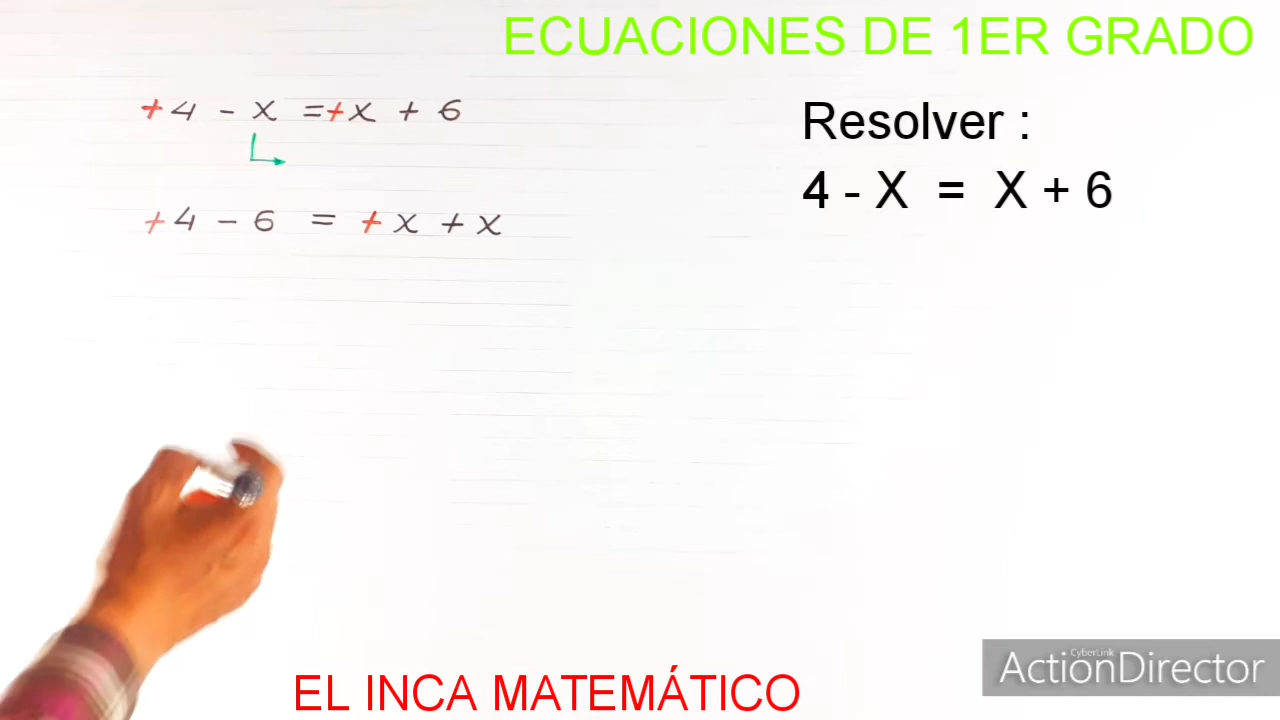 ECUACIONES DE 1ER GRADO
+4 - x =+x + 6
+4 - 6 = +x + x
Resolver :
4 - X = X + 6
EL INCA MATEMÁTICO
CyberLink
ActionDirector